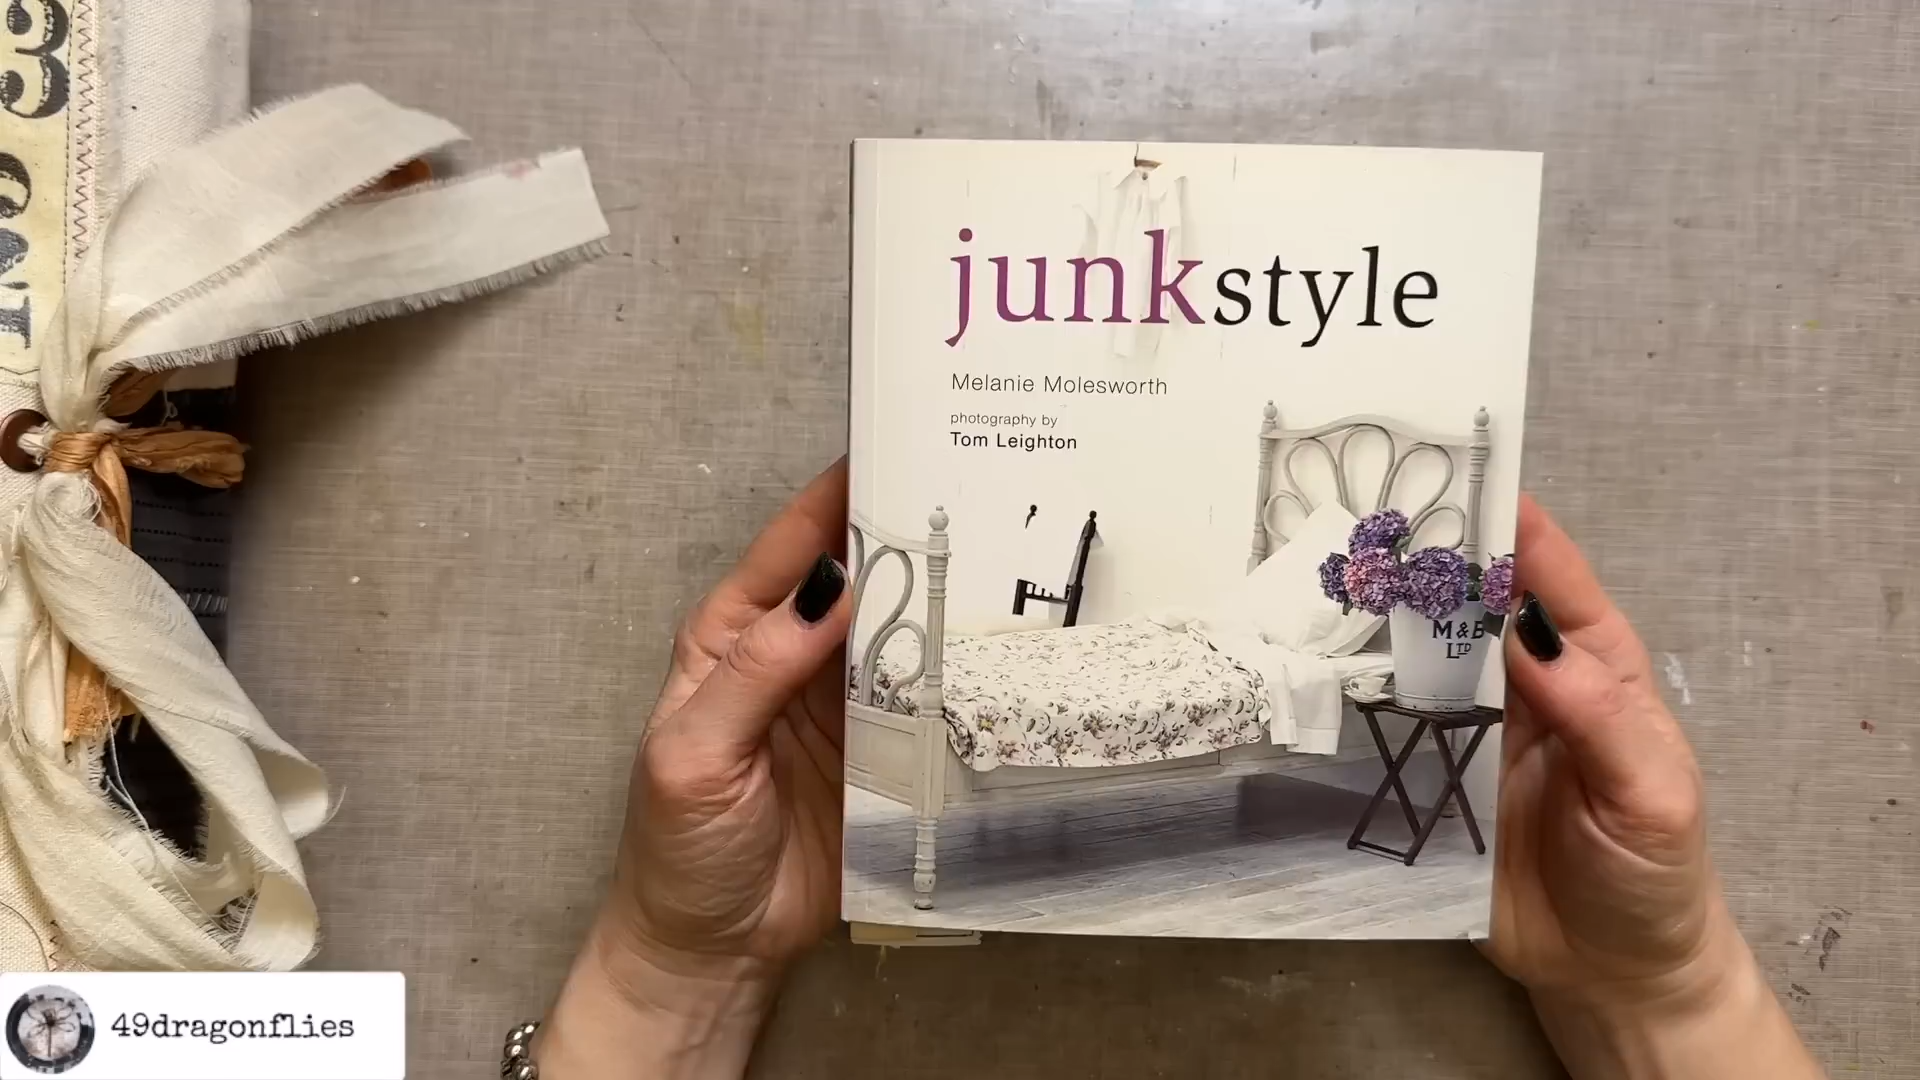 junkstyle
Melanie Molesworth
photography by
Tom Leighton
M & B
LTD
49dragonflies